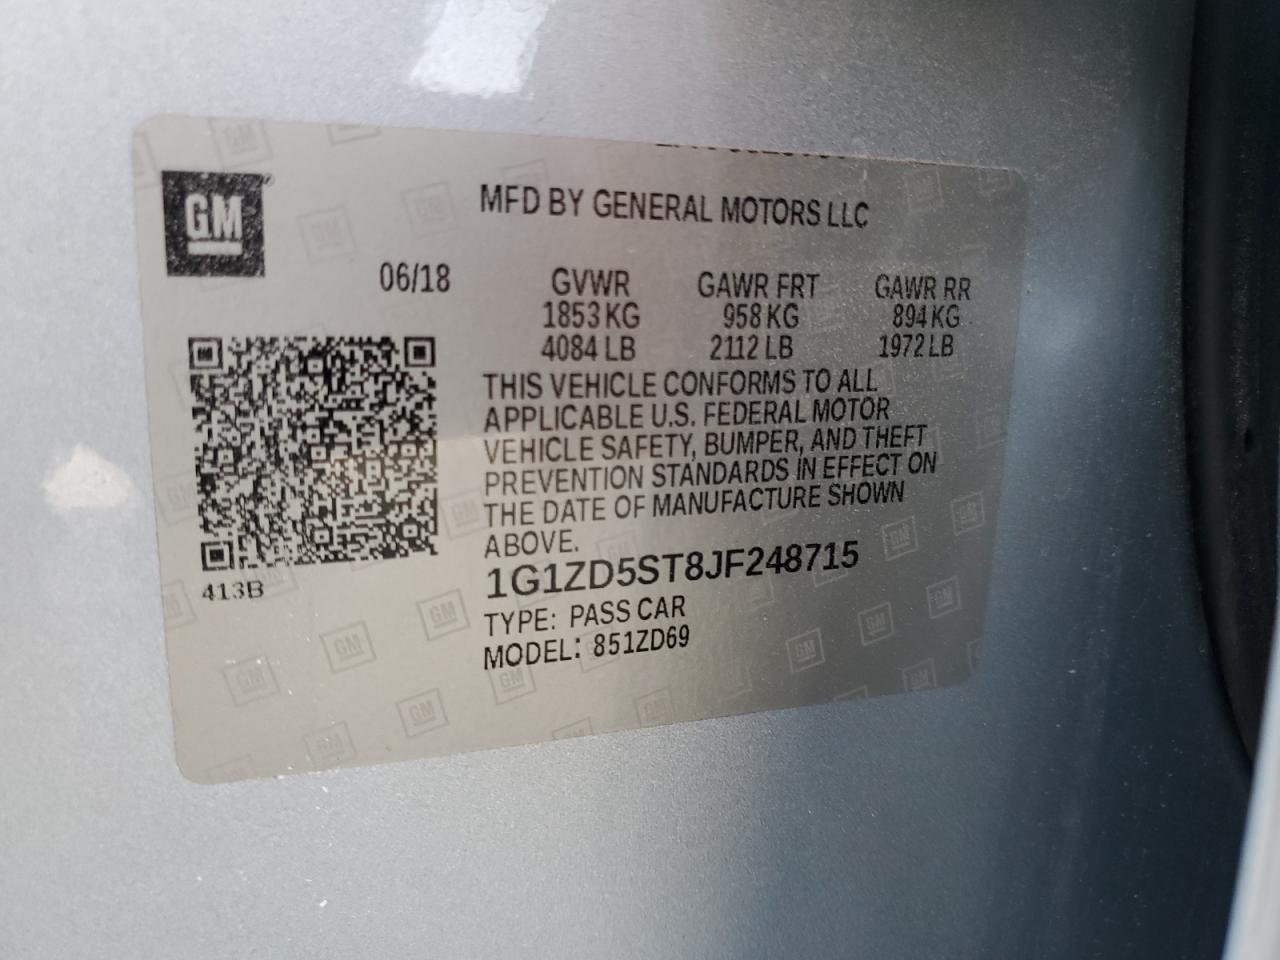 GM
MFD BY GENERAL MOTORS LLC
06/18 GVWR GAWR FRT GAWR RR
1853 KG 958 KG 894 KG
4084 LB 2112 LB 1972 LB
THIS VEHICLE CONFORMS TO ALL
APPLICABLE U.S. FEDERAL MOTOR
VEHICLE SAFETY, BUMPER, AND THEFT
PREVENTION STANDARDS IN EFFECT ON
THE DATE OF MANUFACTURE SHOWN
ABOVE.
413B
1G1ZD5ST8JF248715
TYPE: PASS CAR
MODEL: 851ZD69